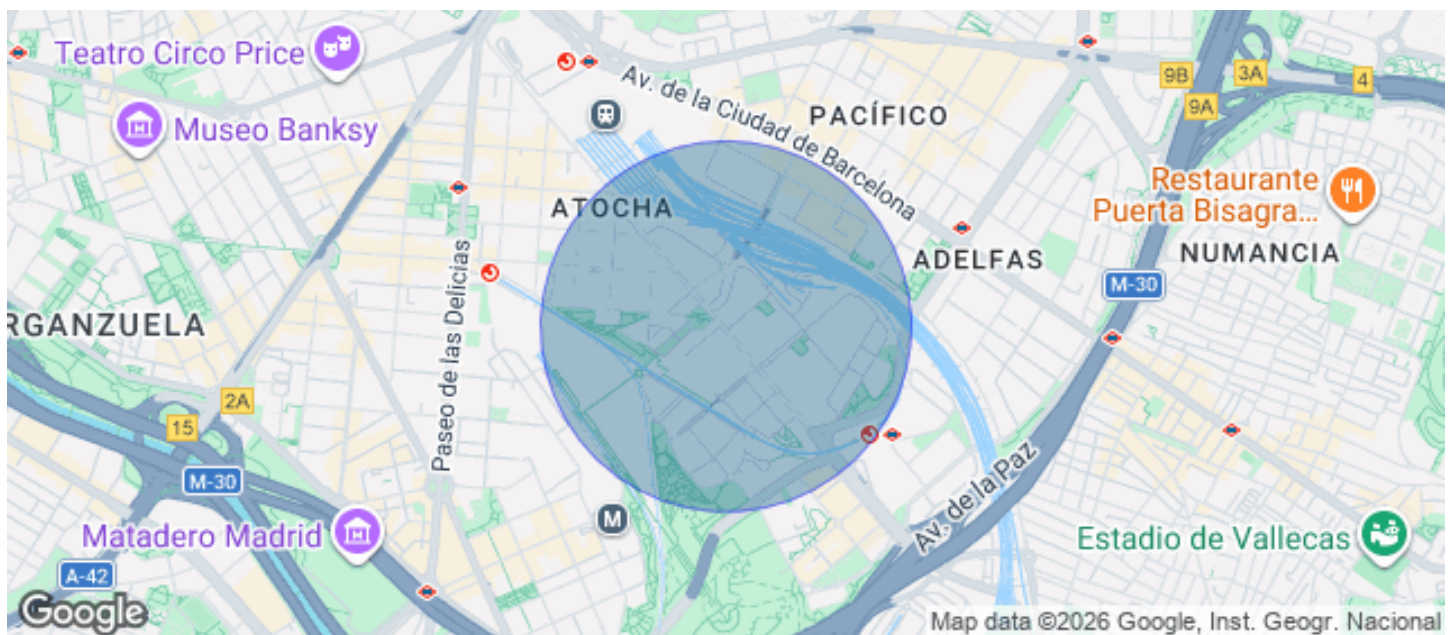 Teatro Circo Price
Av. de la Ciudad de Barcelona
9B
3A
4
9A
PACÍFICO
Museo Banksy
Restaurante
Puerta Bisagra...
ATOCHA
ADELFAS
NUMANCIA
M-30
RGANZUELA
Paseo de las Delicias
2A
15
M-30
Av. de la Paz
M
Matadero Madrid
Estadio de Vallecas
A-42
Google
Map data ©2026 Google, Inst. Geogr. Nacional